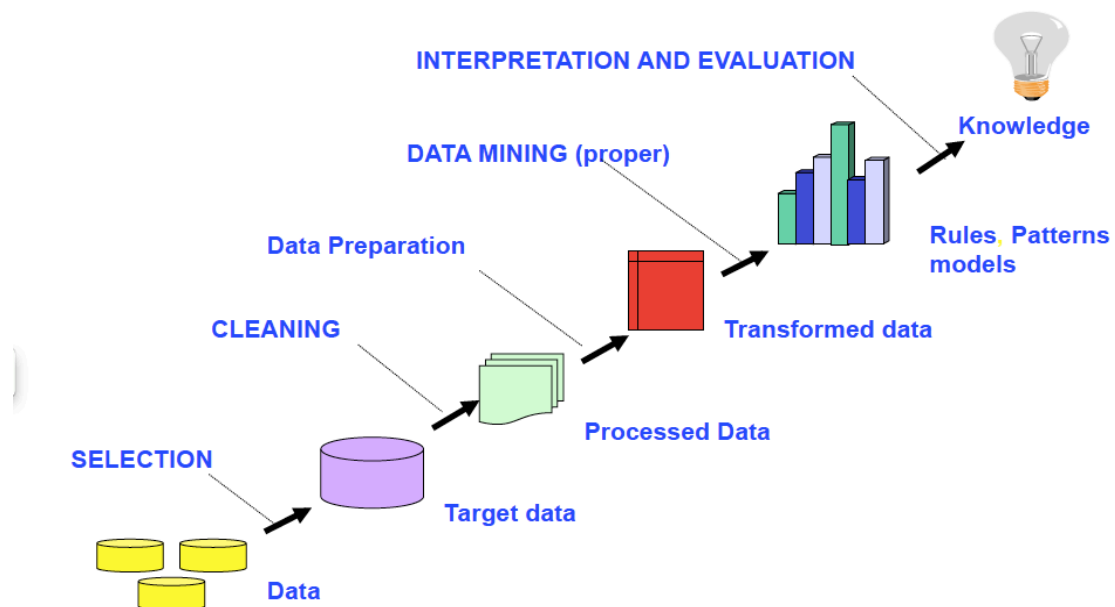 INTERPRETATION AND EVALUATION
Knowledge
DATA MINING (proper)
Rules, Patterns
models
Data Preparation
Transformed data
CLEANING
Processed Data
SELECTION
Target data
Data